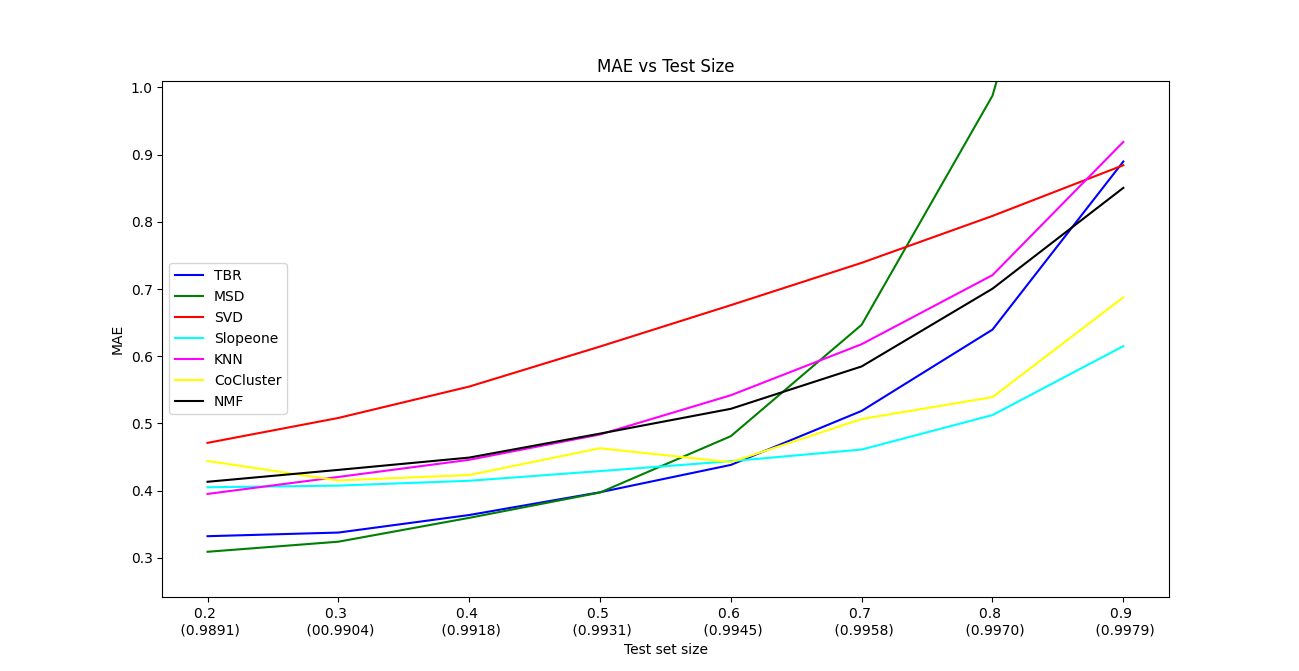 MAE vs Test Size
1.0
0.9
0.8
0.7
0.6
0.5
0.4
0.3
MAE
TBR
MSD
SVD
Slopeone
KNN
CoCluster
NMF
0.2 0.3 0.4 0.5 0.6 0.7 0.8 0.9
(0.9891) (00.9904) (0.9918) (0.9931) (0.9945) (0.9958) (0.9970) (0.9979)
Test set size